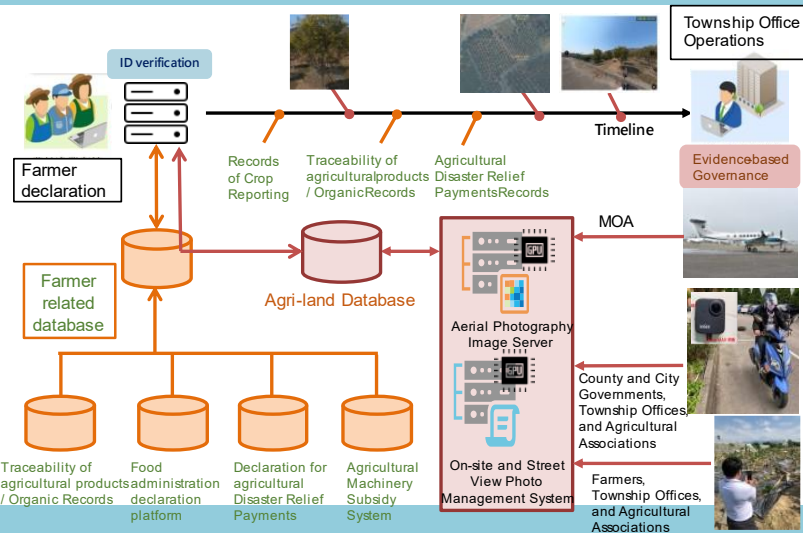 Township Office
Operations
ID verification
Timeline
Farmer
declaration
Records
of Crop
Reporting
Traceability of
agriculturalproducts
/ OrganicRecords
Agricultural
Disaster Relief
PaymentsRecords
Evidencebased
Governance
MOA
Farmer
related
database
Agri-land Database
GPU
Aerial Photography
Image Server
GPU
On-site and Street
View Photo
Management System
County and City
Governments,
Township Offices,
and Agricultural
Associations
Farmers,
Township Offices,
and Agricultural
Associations
Traceability of
agricultural products
/ Organic Records
Food
administration
declaration
platform
Declaration for
agricultural
Disaster Relief
Payments
Agricultural
Machinery
Subsidy
System